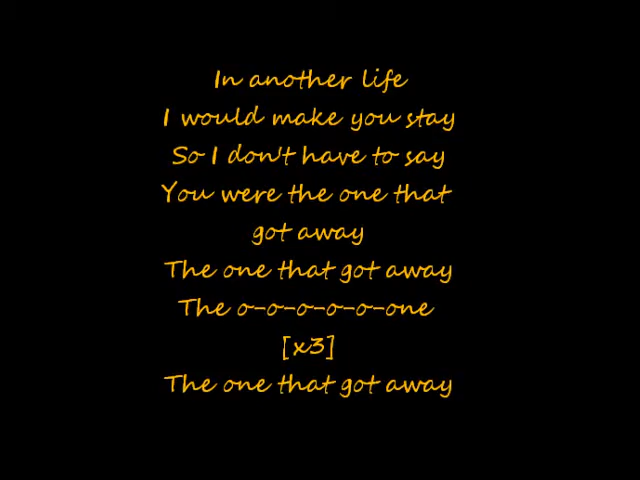 In another life
I would make you stay
So I don't have to say
You were the one that
got away
The one that got away
The o-o-o-o-o-one
[x3]
The one that got away